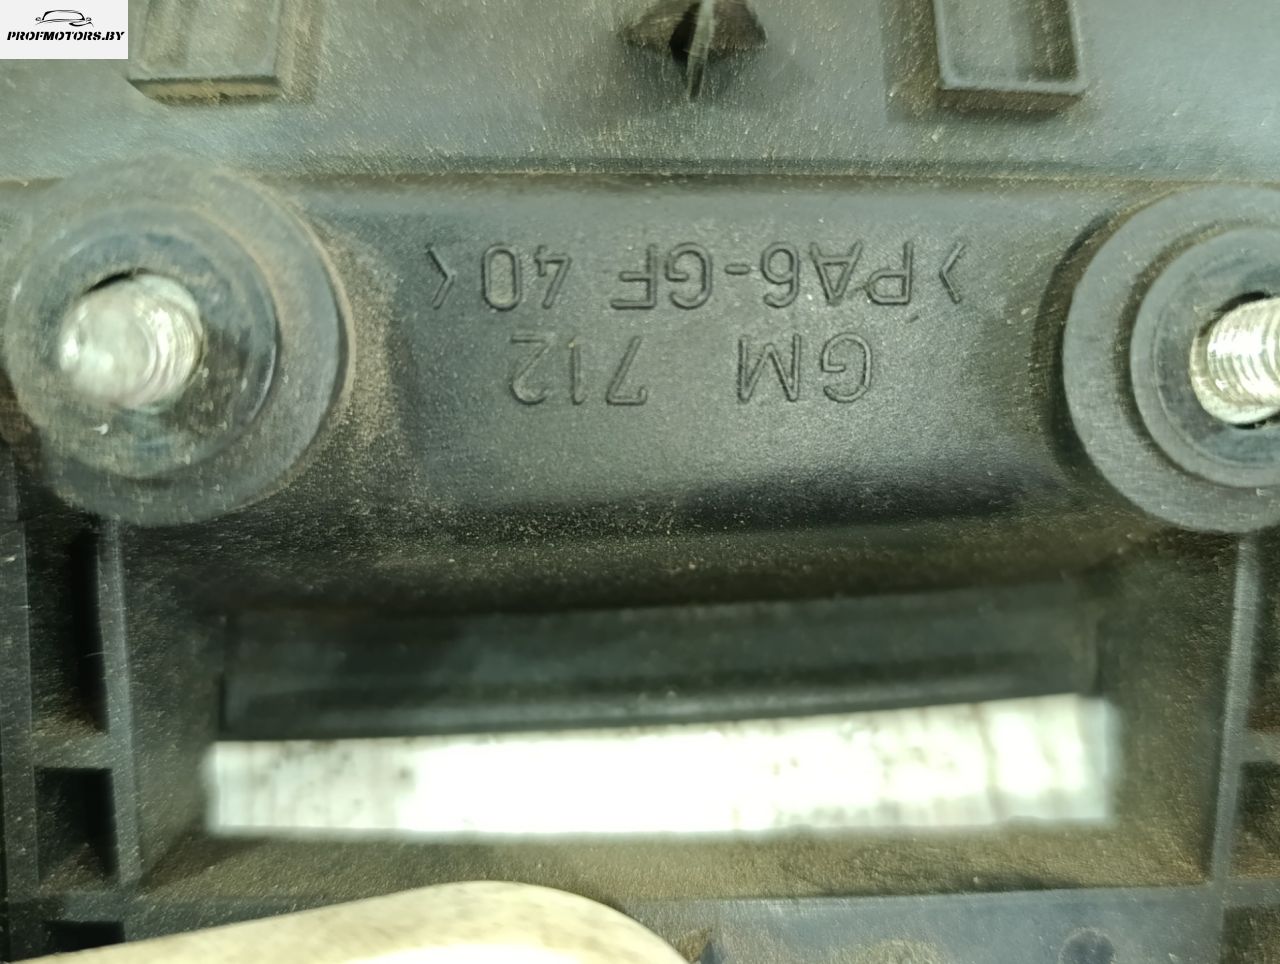 PROFMOTORS.BY
GM 712
>PA6-GF 40<